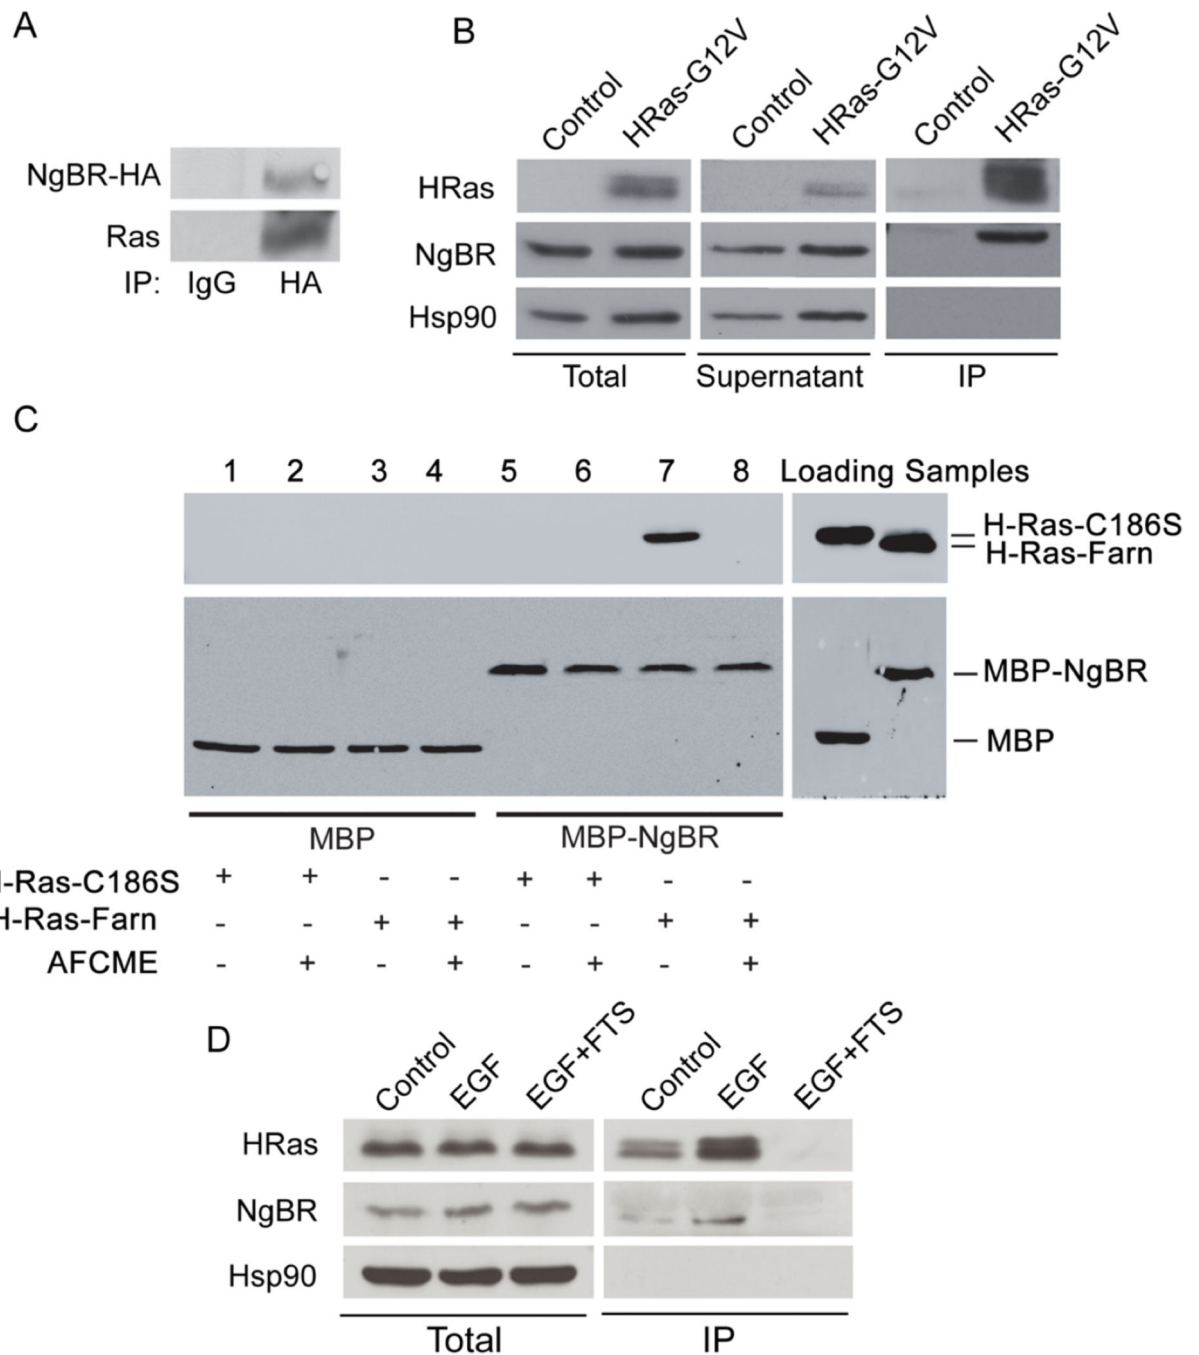 A
NgBR-HA
Ras
IP: IgG HA
B
Control HRas-G12V Control HRas-G12V Control HRas-G12V
HRas
NgBR
Hsp90
Total Supernatant IP
C
1 2 3 4 5 6 7 8 Loading Samples
H-Ras-C186S
H-Ras-Farn
MBP-NgBR
MBP
MBP MBP-NgBR
H-Ras-C186S + + - - + + - -
H-Ras-Farn - - + + - - + +
AFCME - + - + - + - +
D
Control EGF EGF+FTS Control EGF EGF+FTS
HRas
NgBR
Hsp90
Total IP